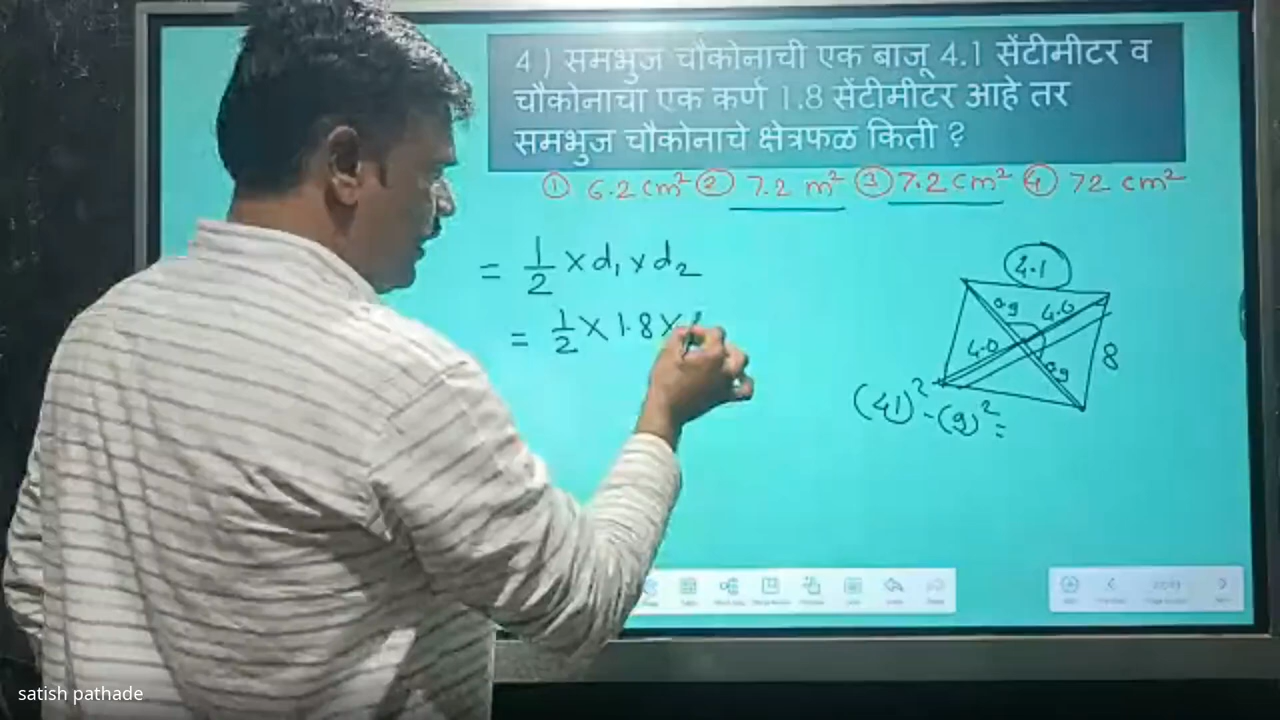 4) समभुज चौकोनाची एक बाजू 4.1 सेंटीमीटर व
चौकोनाचा एक कर्ण 1.8 सेंटीमीटर आहे तर
समभुज चौकोनाचे क्षेत्रफळ किती ?
① 6.2 cm² ② 7.2 m² ③ 7.2 cm² ④ 72 cm²
= 1/2 × d₁ × d₂
= 1/2 × 1.8 ×
4.1
0.9 4.0
4.0 0.9
8
(41)² - (9)² =
satish pathade